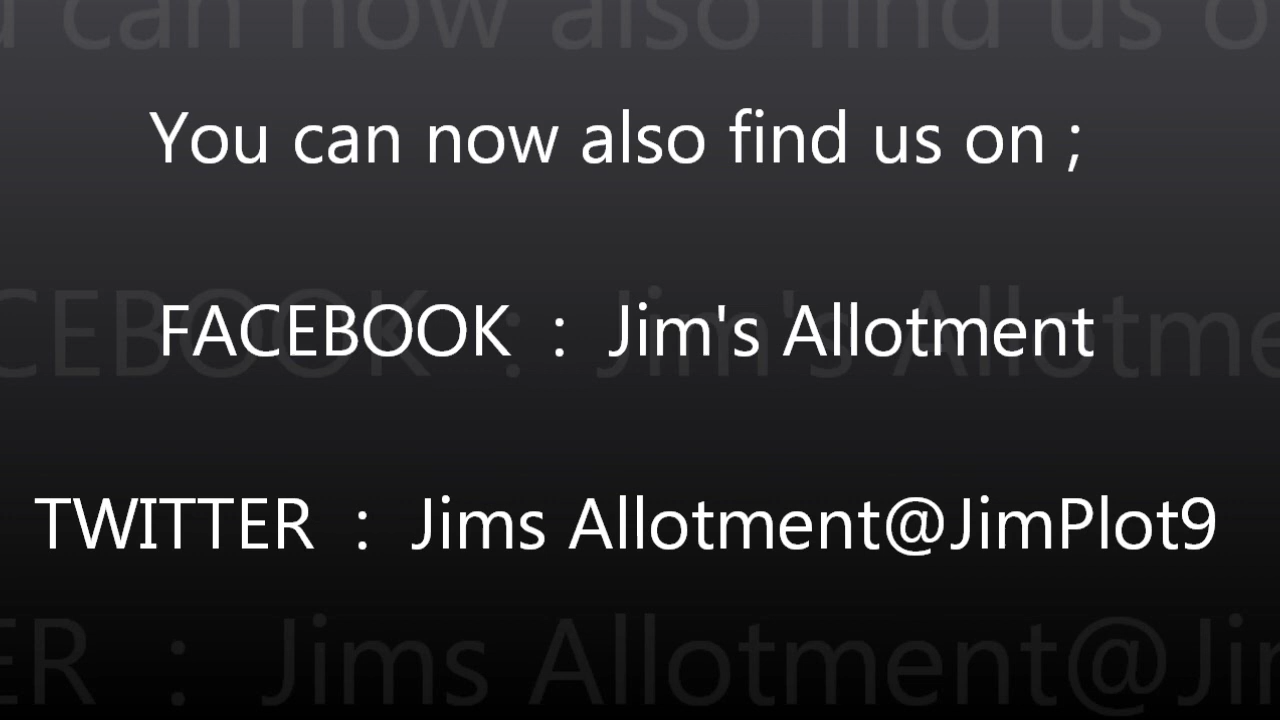 You can now also find us on ;
FACEBOOK : Jim's Allotment
TWITTER : Jims Allotment@JimPlot9